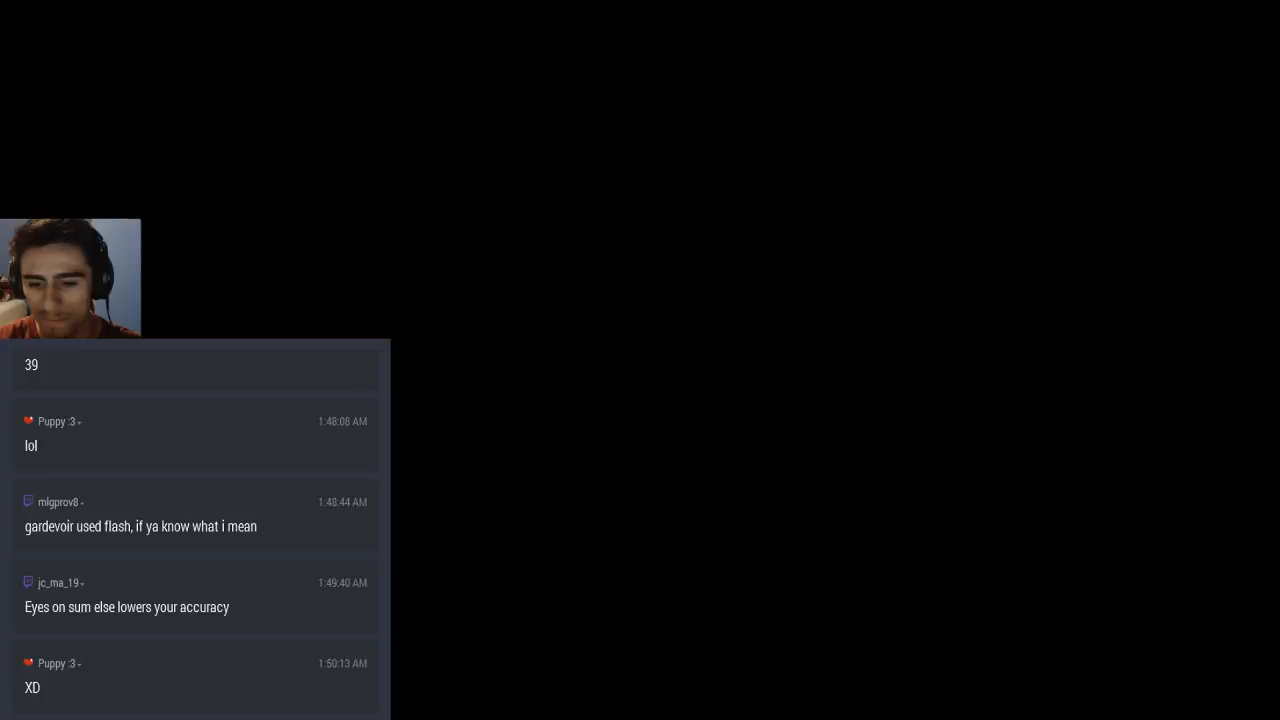 39
Puppy :3
1:48:08 AM
lol
mlgprov8
1:48:44 AM
gardevoir used flash, if ya know what i mean
jc_ma_19
1:49:40 AM
Eyes on sum else lowers your accuracy
Puppy :3
1:50:13 AM
XD